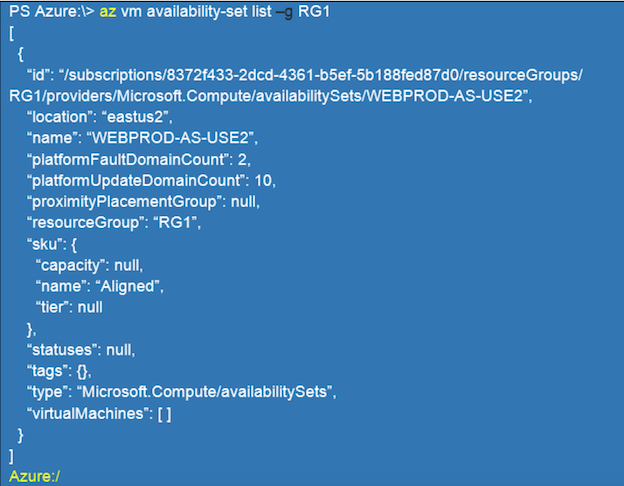 PS Azure:\> az vm availability-set list –g RG1
[
{
“id”: “/subscriptions/8372f433-2dcd-4361-b5ef-5b188fed87d0/resourceGroups/
RG1/providers/Microsoft.Compute/availabilitySets/WEBPROD-AS-USE2”,
“location”: “eastus2”,
“name”: “WEBPROD-AS-USE2”,
“platformFaultDomainCount”: 2,
“platformUpdateDomainCount”: 10,
“proximityPlacementGroup”: null,
“resourceGroup”: “RG1”,
“sku”: {
“capacity”: null,
“name”: “Aligned”,
“tier”: null
},
“statuses”: null,
“tags”: {},
“type”: “Microsoft.Compute/availabilitySets”,
“virtualMachines”: [ ]
}
]
Azure:/